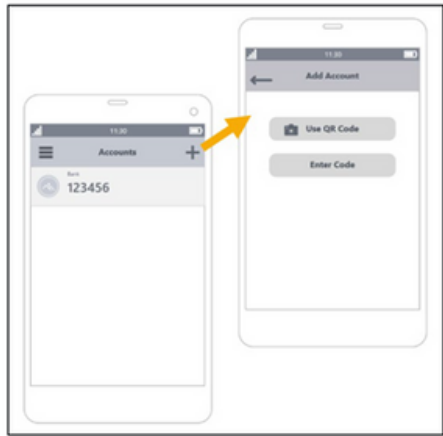 11:30
Accounts
Bank
123456
11:30
Add Account
Use QR Code
Enter Code